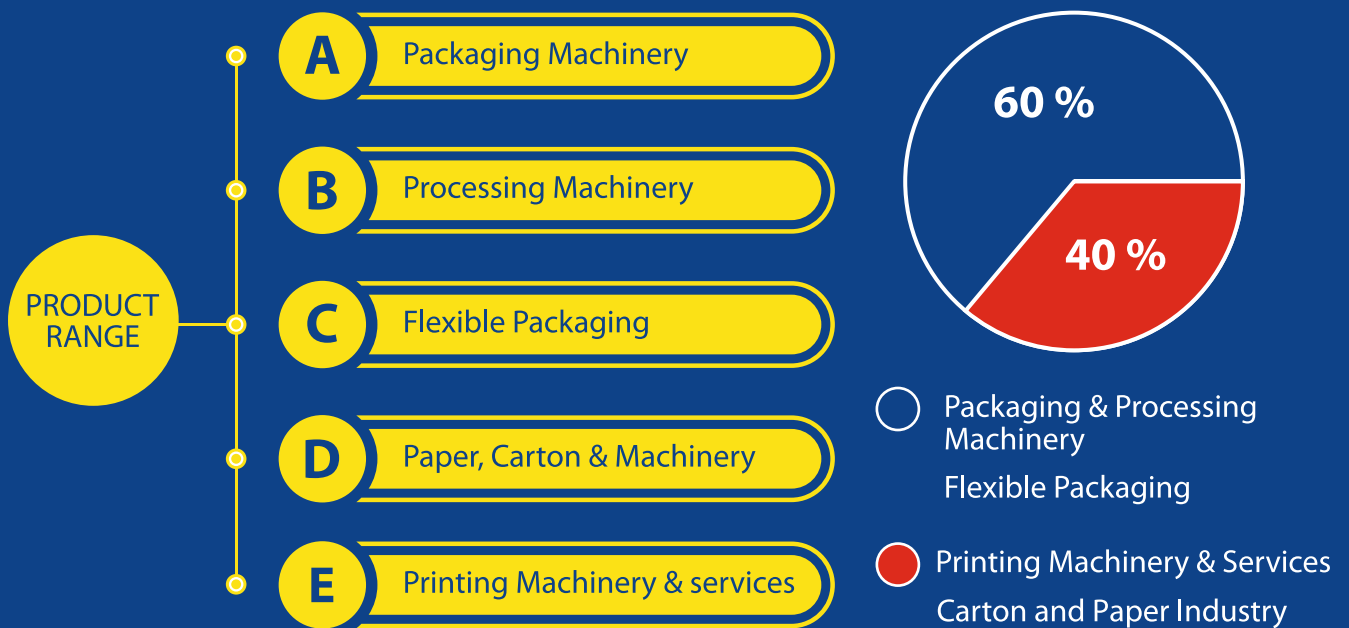 PRODUCT
RANGE
A
Packaging Machinery
B
Processing Machinery
C
Flexible Packaging
D
Paper, Carton & Machinery
E
Printing Machinery & services
60 %
40 %
Packaging & Processing
Machinery
Flexible Packaging
Printing Machinery & Services
Carton and Paper Industry